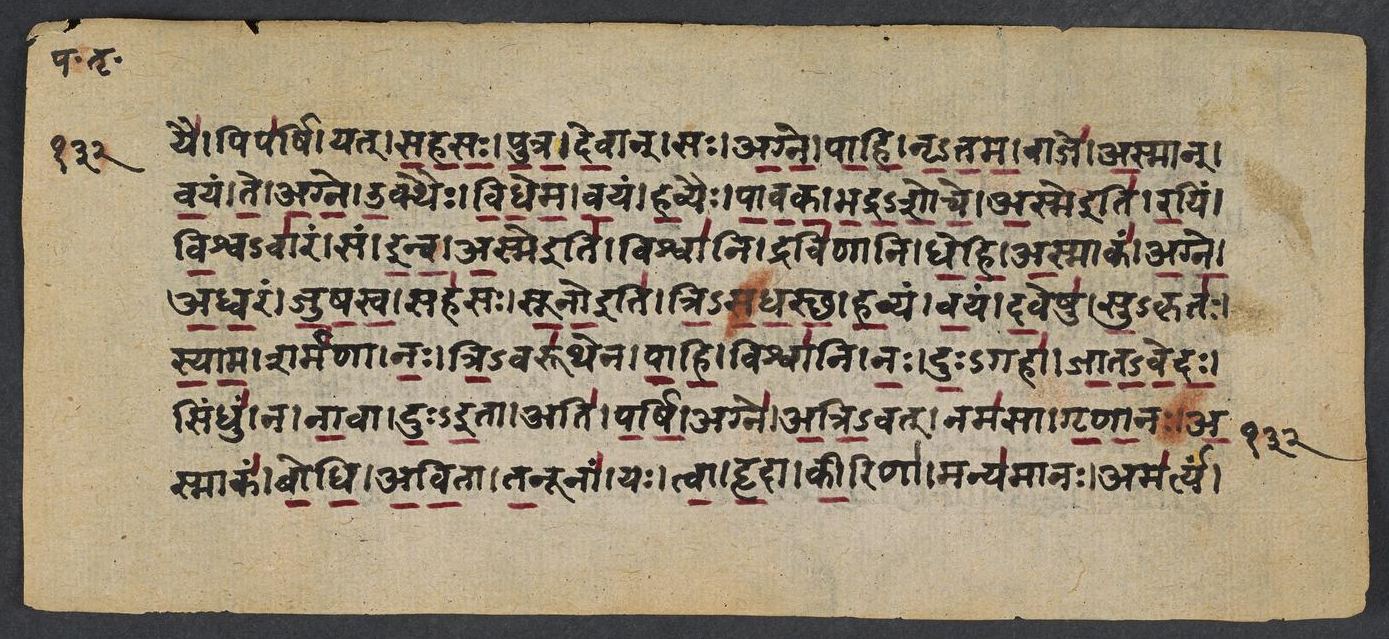 प॰ तृ॰
१३२
यै। पिपर्षि। यत्। सहसः। पुत्र। देवान्। सः। अग्ने। पाहि। नृऽतम। वाजे। अस्मान्।
वयं। ते। अग्ने। उक्थैः। विधेम। वयं। हव्यैः। पावक। भद्रऽशोचे। अस्मेइति। रयिं।
विश्वऽवारं। सं। इन्व। अस्मेइति। विश्वानि। द्रविणानि। धेहि। अस्माकं। अग्ने।
अध्वरं। जुषस्व। सहसः। सूनोइति। त्रिऽसधस्छ। हव्यं। वयं। देवेषु। सुऽकृतः।
स्याम। शर्मणा। नः। त्रिऽवरूथेन। पाहि। विश्वानि। नः। दुःऽगहा। जातऽवेदः।
सिंधुं। न। नावा। दुःऽइता। अति। पर्षि। अग्ने। अत्रिऽवत्। नमसा। गृणानः। अ
१३२
स्माकं। बोधि। अविता। तनूनां। यः। त्वा। हृदा। कीरिणा। मन्यमानः। अमर्त्यं।